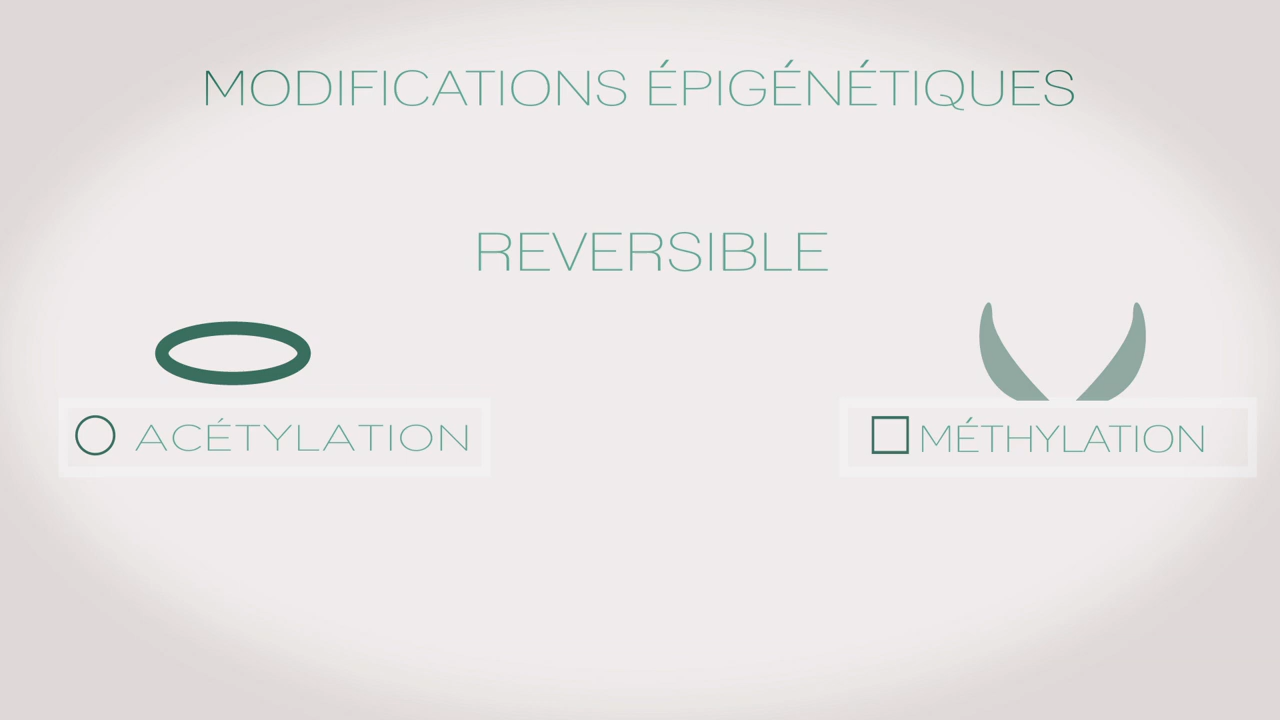 MODIFICATIONS ÉPIGÉNÉTIQUES
REVERSIBLE
ACÉTYLATION
MÉTHYLATION